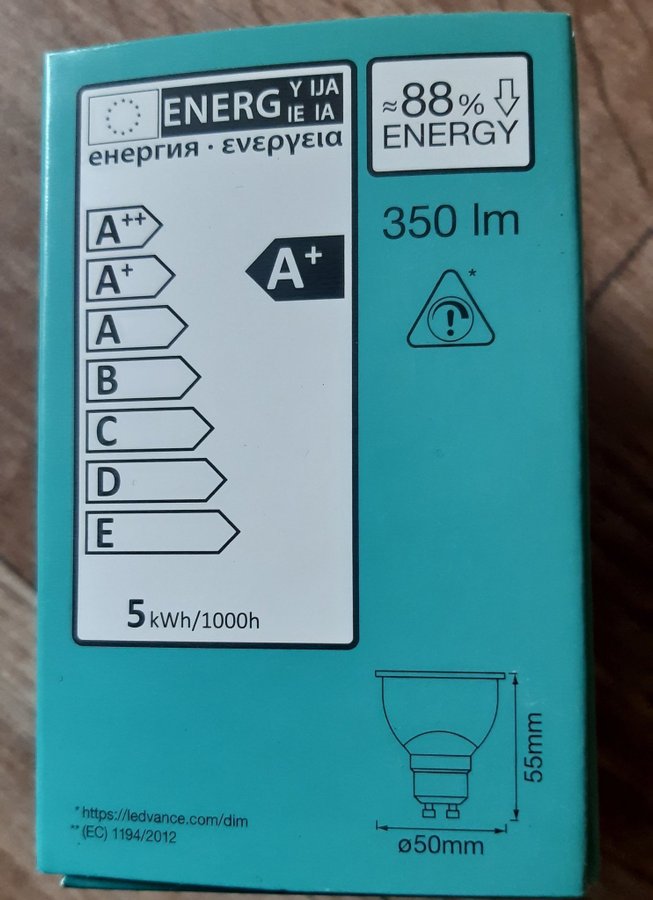 ENERG Y IJA
IE IA
енергия · ενεργεια
A++
A+
A
B
C
D
E
A+
5 kWh/1000h
≈88%
ENERGY
350 lm
*
55mm
ø50mm
* https://ledvance.com/dim
** (EC) 1194/2012